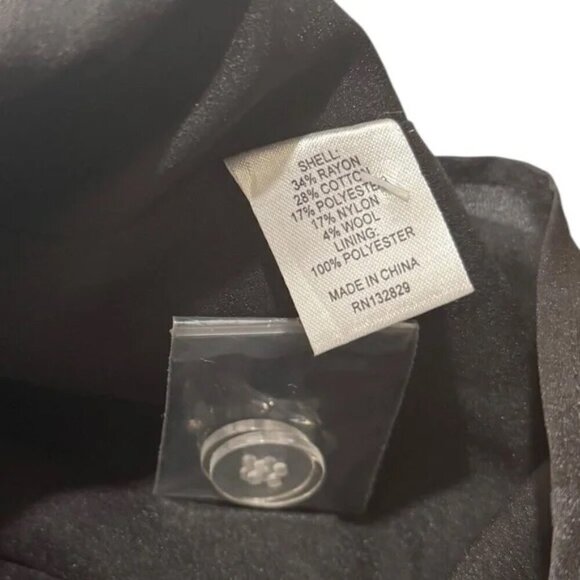 SHELL:
34% RAYON
28% COTTON
17% POLYESTER
17% NYLON
4% WOOL
LINING:
100% POLYESTER
MADE IN CHINA
RN132829